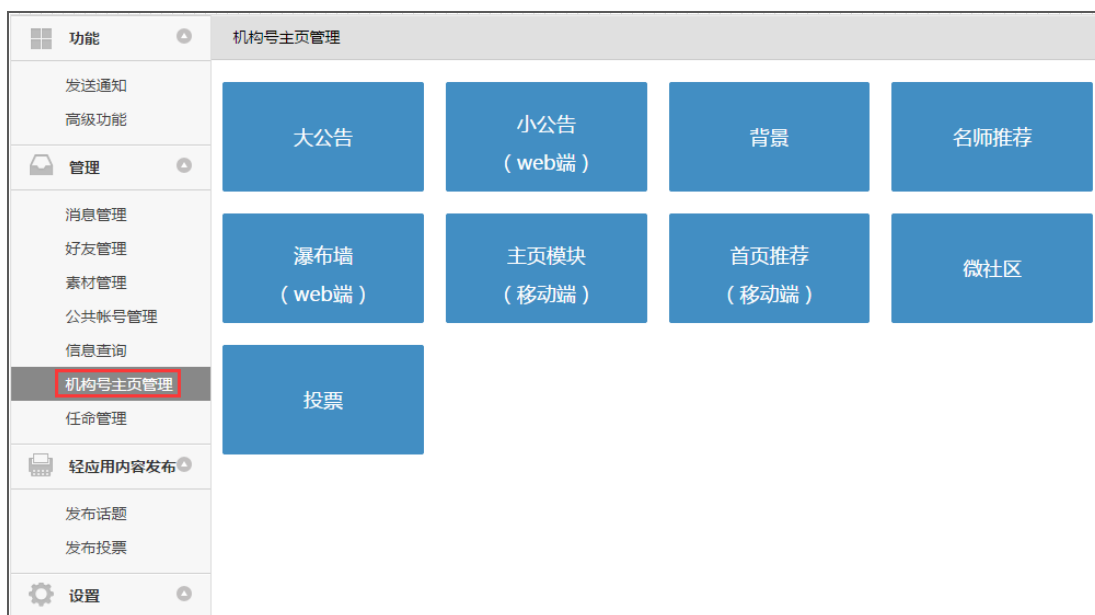 功能
发送通知
高级功能
管理
消息管理
好友管理
素材管理
公共帐号管理
信息查询
机构号主页管理
任命管理
轻应用内容发布
发布话题
发布投票
设置
机构号主页管理
大公告
小公告
（web端）
背景
名师推荐
瀑布墙
（web端）
主页模块
（移动端）
首页推荐
（移动端）
微社区
投票